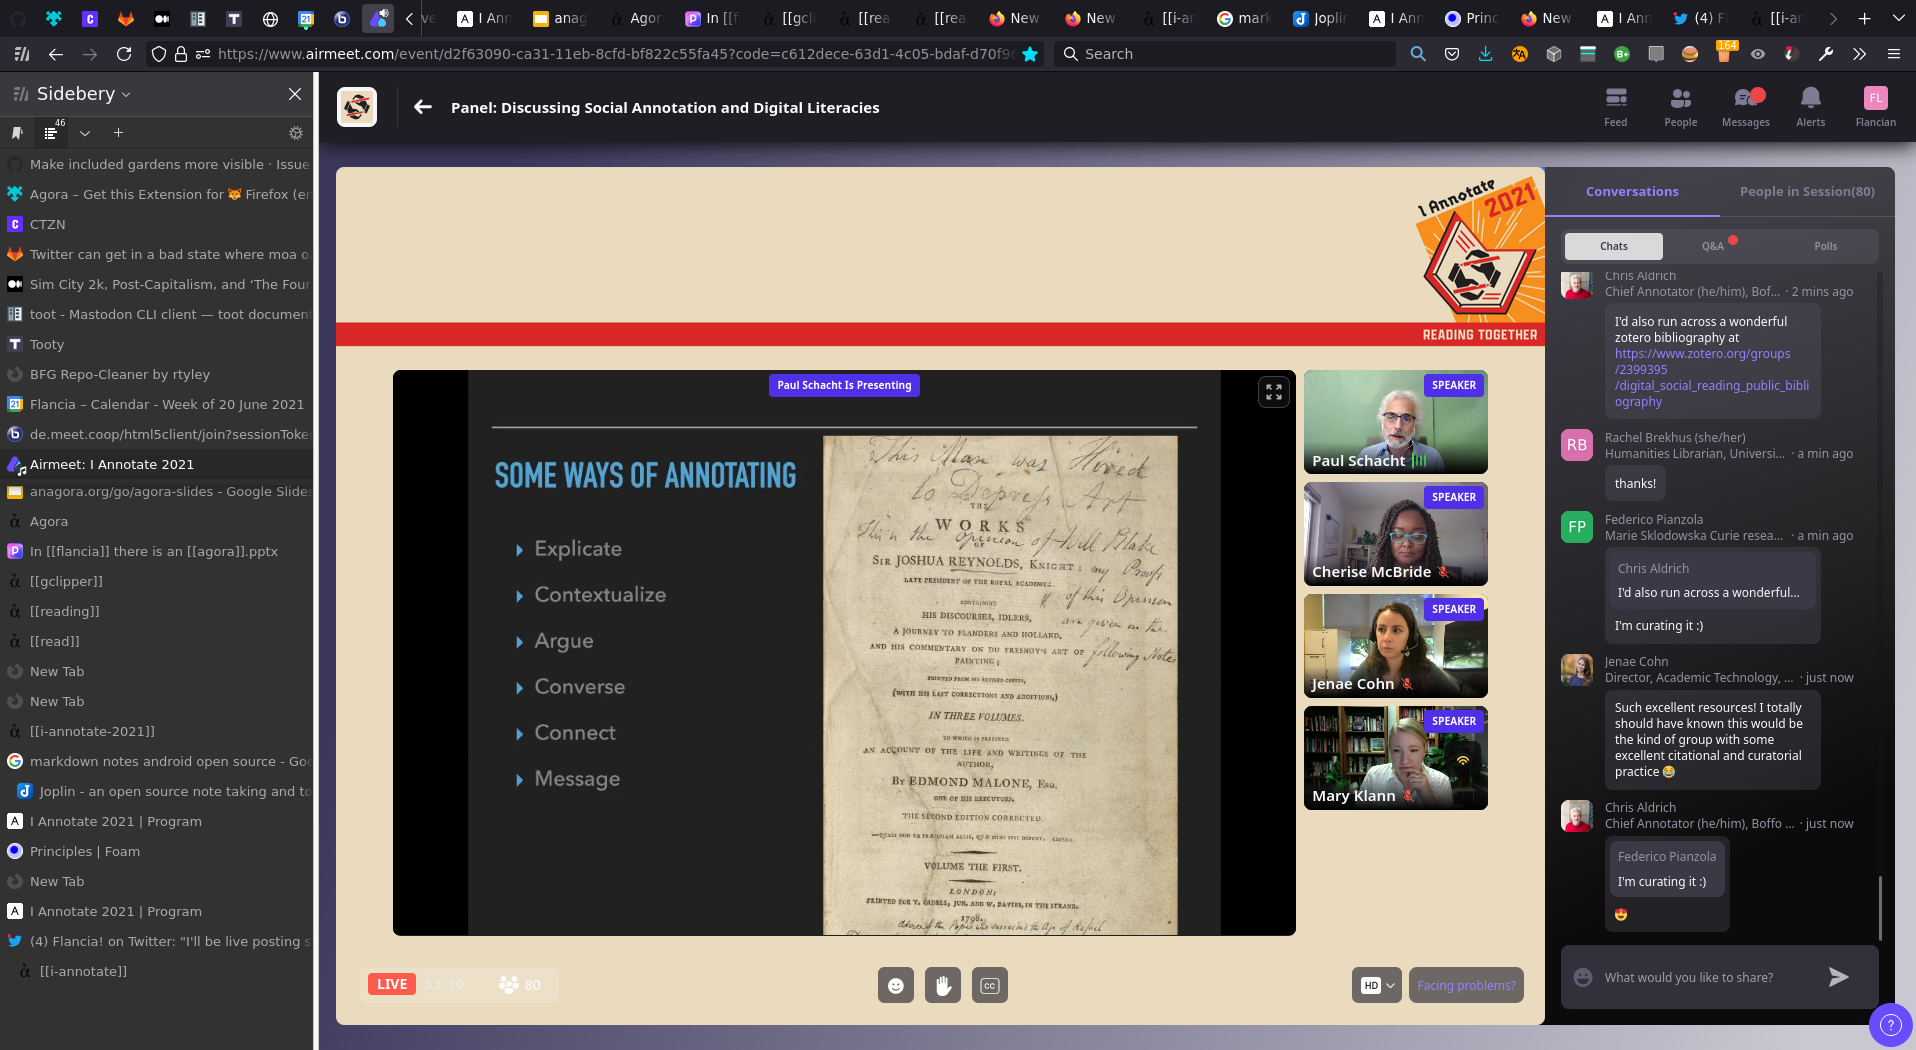 I Ann
anag
Agor
In [[f
[[gcli
[[rea
[[rea
New
New
[[i-an
mark
Joplin
I Ann
Princ
New
I Ann
(4) Fl
[[i-ar
https://www.airmeet.com/event/d2f63090-ca31-11eb-8cfd-bf822c55fa45?code=c612dece-63d1-4c05-bdaf-d70f9
Search
164
Sidebery
46
Make included gardens more visible · Issue
Agora – Get this Extension for 🦊 Firefox (en
CTZN
Twitter can get in a bad state where moa o
Sim City 2k, Post-Capitalism, and ‘The Four
toot - Mastodon CLI client — toot document
Tooty
BFG Repo-Cleaner by rtyley
Flancia – Calendar - Week of 20 June 2021
de.meet.coop/html5client/join?sessionToke
Airmeet: I Annotate 2021
anagora.org/go/agora-slides - Google Slides
Agora
In [[flancia]] there is an [[agora]].pptx
[[gclipper]]
[[reading]]
[[read]]
New Tab
New Tab
[[i-annotate-2021]]
markdown notes android open source - Goo
Joplin - an open source note taking and to
I Annotate 2021 | Program
Principles | Foam
New Tab
I Annotate 2021 | Program
(4) Flancia! on Twitter: "I'll be live posting s
[[i-annotate]]
Panel: Discussing Social Annotation and Digital Literacies
Feed
People
Messages
Alerts
FL
Flancian
I Annotate 2021
READING TOGETHER
Paul Schacht Is Presenting
SOME WAYS OF ANNOTATING
Explicate
Contextualize
Argue
Converse
Connect
Message
This Man was Hired
to Depress Art
THE
WORKS
OF
This is the Opinion of Will Blake
SIR JOSHUA REYNOLDS, KNIGHT:
my Proofs
LATE PRESIDENT OF THE ROYAL ACADEMY:
of this Opinion
CONTAINING
HIS DISCOURSES, IDLERS,
are given in the
A JOURNEY TO FLANDERS AND HOLLAND,
AND HIS COMMENTARY ON DU FRESNOY'S ART OF
following Notes
PAINTING;
PRINTED FROM HIS REVISED COPIES,
(WITH HIS LAST CORRECTIONS AND ADDITIONS,)
IN THREE VOLUMES.
TO WHICH IS PREFIXED
AN ACCOUNT OF THE LIFE AND WRITINGS OF THE
AUTHOR,
By EDMOND MALONE, Esq.
ONE OF HIS EXECUTORS.
THE SECOND EDITION CORRECTED.
VOLUME THE FIRST.
LONDON:
PRINTED FOR T. CADELL, JUN. AND W. DAVIES, IN THE STRAND.
1798.
SPEAKER
Paul Schacht
SPEAKER
Cherise McBride
SPEAKER
Jenae Cohn
SPEAKER
Mary Klann
LIVE
33:30
80
CC
HD
Facing problems?
Conversations
People in Session(80)
Chats
Q&A
Polls
Chris Aldrich
Chief Annotator (he/him), Bof... · 2 mins ago
I'd also run across a wonderful
zotero bibliography at
https://www.zotero.org/groups
/2399395
/digital_social_reading_public_bibli
ography
RB
Rachel Brekhus (she/her)
Humanities Librarian, Universi... · a min ago
thanks!
FP
Federico Pianzola
Marie Sklodowska Curie resea... · a min ago
Chris Aldrich
I'd also run across a wonderful...
I'm curating it :)
Jenae Cohn
Director, Academic Technology, ... · just now
Such excellent resources! I totally
should have known this would be
the kind of group with some
excellent citational and curatorial
practice 😂
Chris Aldrich
Chief Annotator (he/him), Boffo ... · just now
Federico Pianzola
I'm curating it :)
😍
What would you like to share?
?